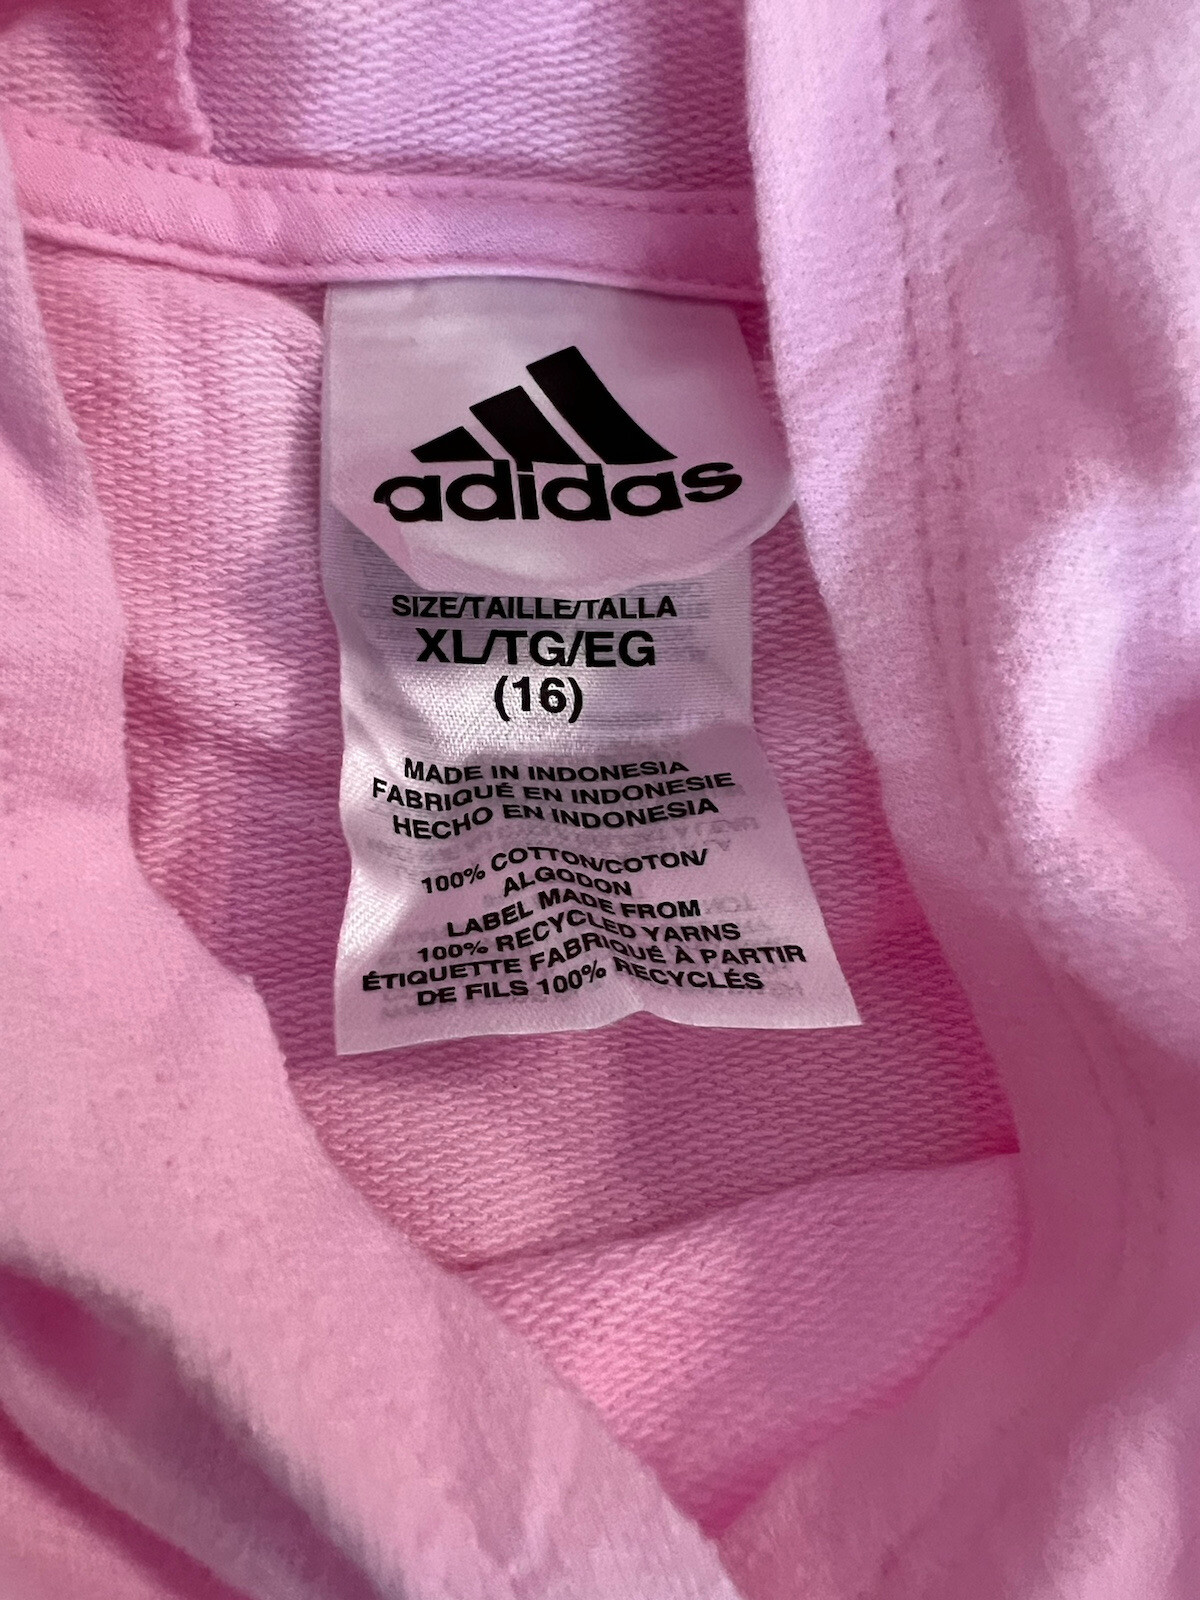 adidas
SIZE/TAILLE/TALLA
XL/TG/EG
(16)
MADE IN INDONESIA
FABRIQUÉ EN INDONESIE
HECHO EN INDONESIA
100% COTTON/COTON/
ALGODON
LABEL MADE FROM
100% RECYCLED YARNS
ÉTIQUETTE FABRIQUÉ À PARTIR
DE FILS 100% RECYCLÉS